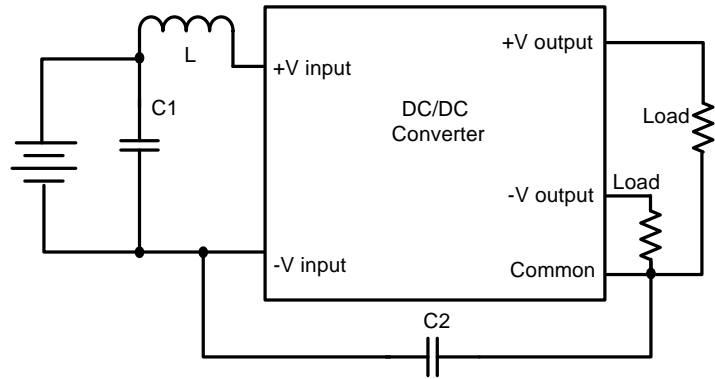 L
+V input
+V output
C1
DC/DC
Converter
Load
Load
-V output
-V input
Common
C2